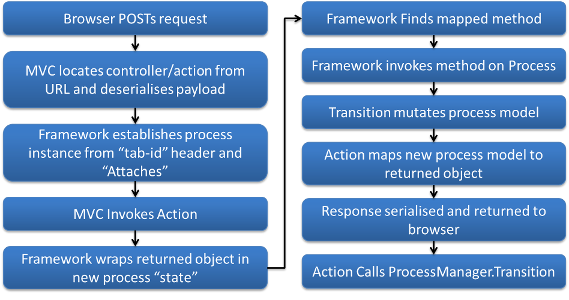 Browser POSTs request
MVC locates controller/action from
URL and deserialises payload
Framework establishes process
instance from “tab-id” header and
“Attaches”
MVC Invokes Action
Framework wraps returned object in
new process “state”
Framework Finds mapped method
Framework invokes method on Process
Transition mutates process model
Action maps new process model to
returned object
Response serialised and returned to
browser
Action Calls ProcessManager.Transition